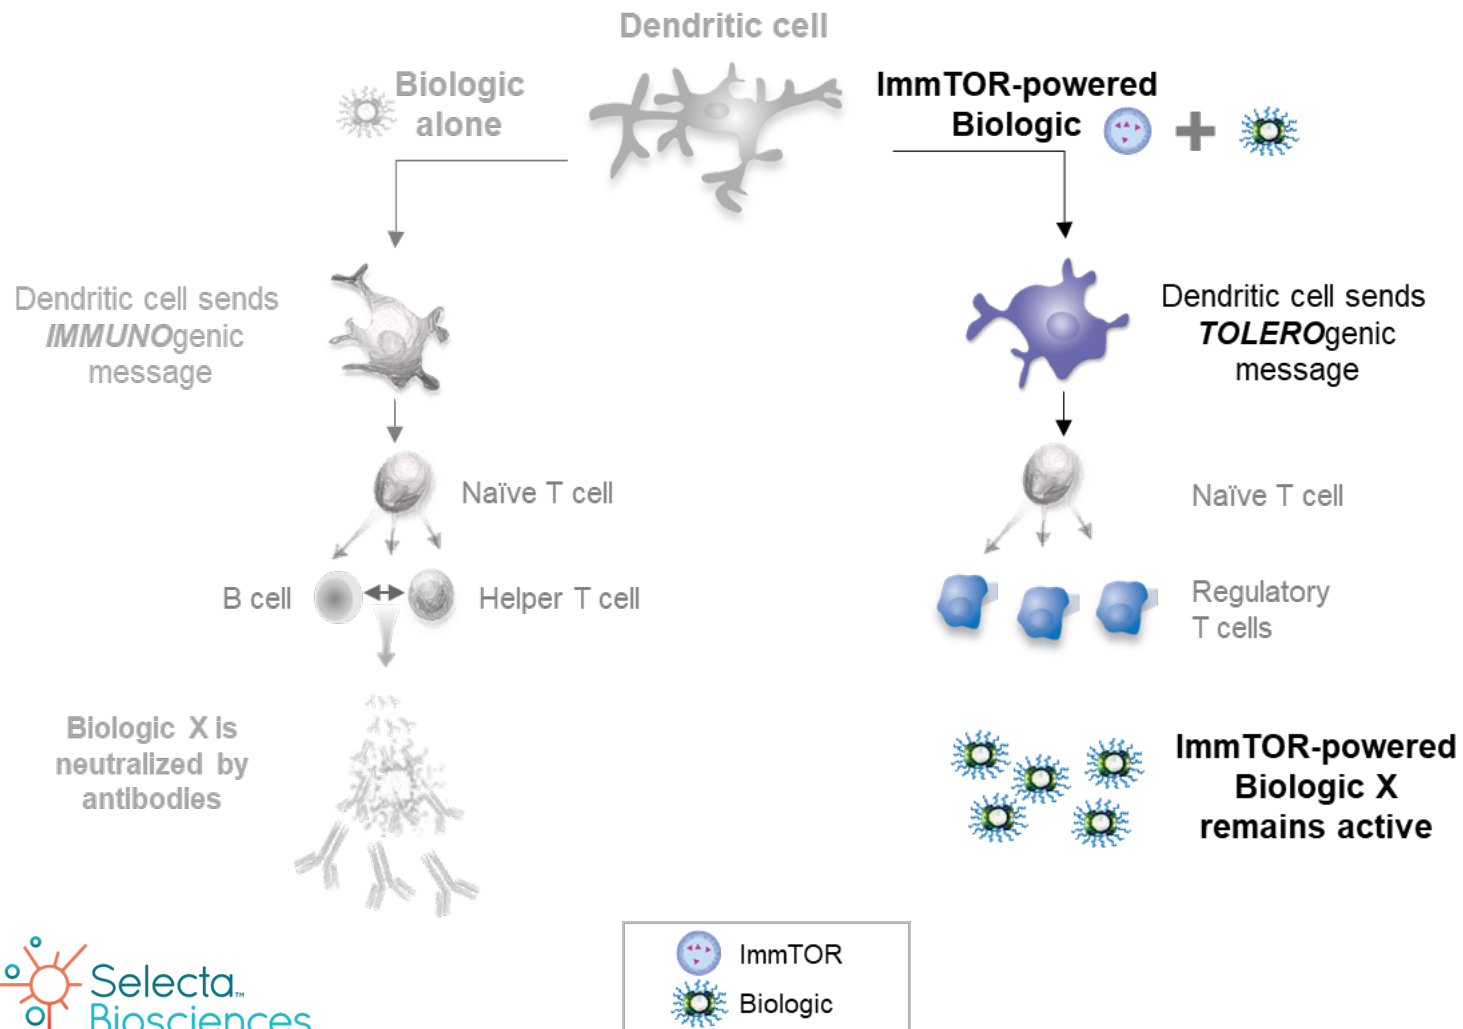 Dendritic cell
Biologic
alone
ImmTOR-powered
Biologic
Dendritic cell sends
IMMUNOgenic
message
Dendritic cell sends
TOLEROgenic
message
Naïve T cell
Naïve T cell
B cell
Helper T cell
Regulatory
T cells
Biologic X is
neutralized by
antibodies
ImmTOR-powered
Biologic X
remains active
ImmTOR
Biologic
Selecta™
Biosciences